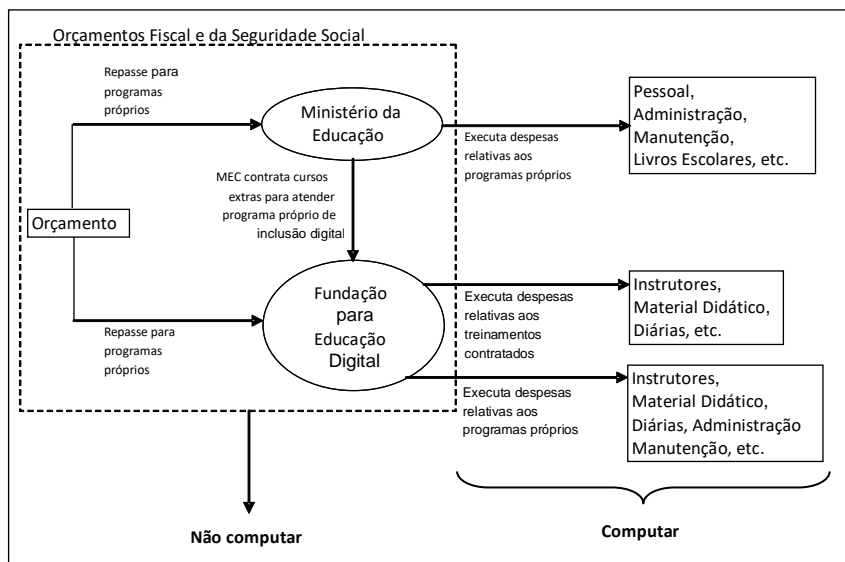 Orçamentos Fiscal e da Seguridade Social
Repasse para
programas
próprios
Ministério da
Educação
Executa despesas
relativas aos
programas próprios
Pessoal,
Administração,
Manutenção,
Livros Escolares, etc.
MEC contrata cursos
extras para atender
programa próprio de
inclusão digital
Orçamento
Repasse para
programas
próprios
Fundação
para
Educação
Digital
Executa despesas
relativas aos
treinamentos
contratados
Instrutores,
Material Didático,
Diárias, etc.
Executa despesas
relativas aos
programas próprios
Instrutores,
Material Didático,
Diárias, Administração
Manutenção, etc.
Não computar
Computar